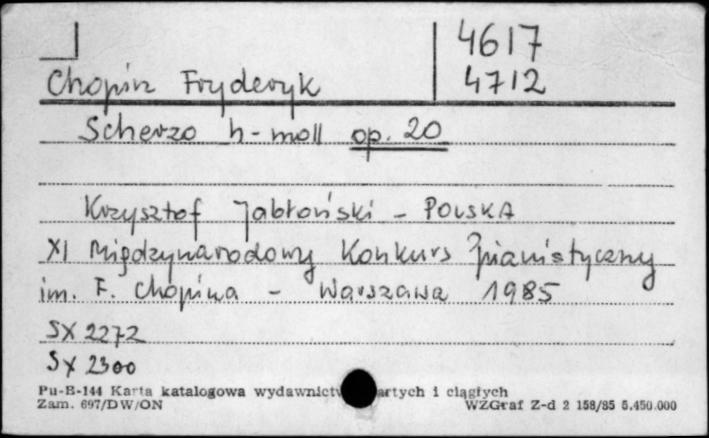 4617
Chopin Fryderyk 4712
Scherzo h-moll op. 20
Krzysztof Jabłoński - POLSKA
XI Międzynarodowy Konkurs Pianistyczny
im. F. Chopina - Warszawa 1985
SX 2272
SX 2300
Pu-B-144 Karta katalogowa wydawnictw artych i ciągłych
Zam. 697/DW/ON WZGraf Z-d 2 158/85 5.450.000